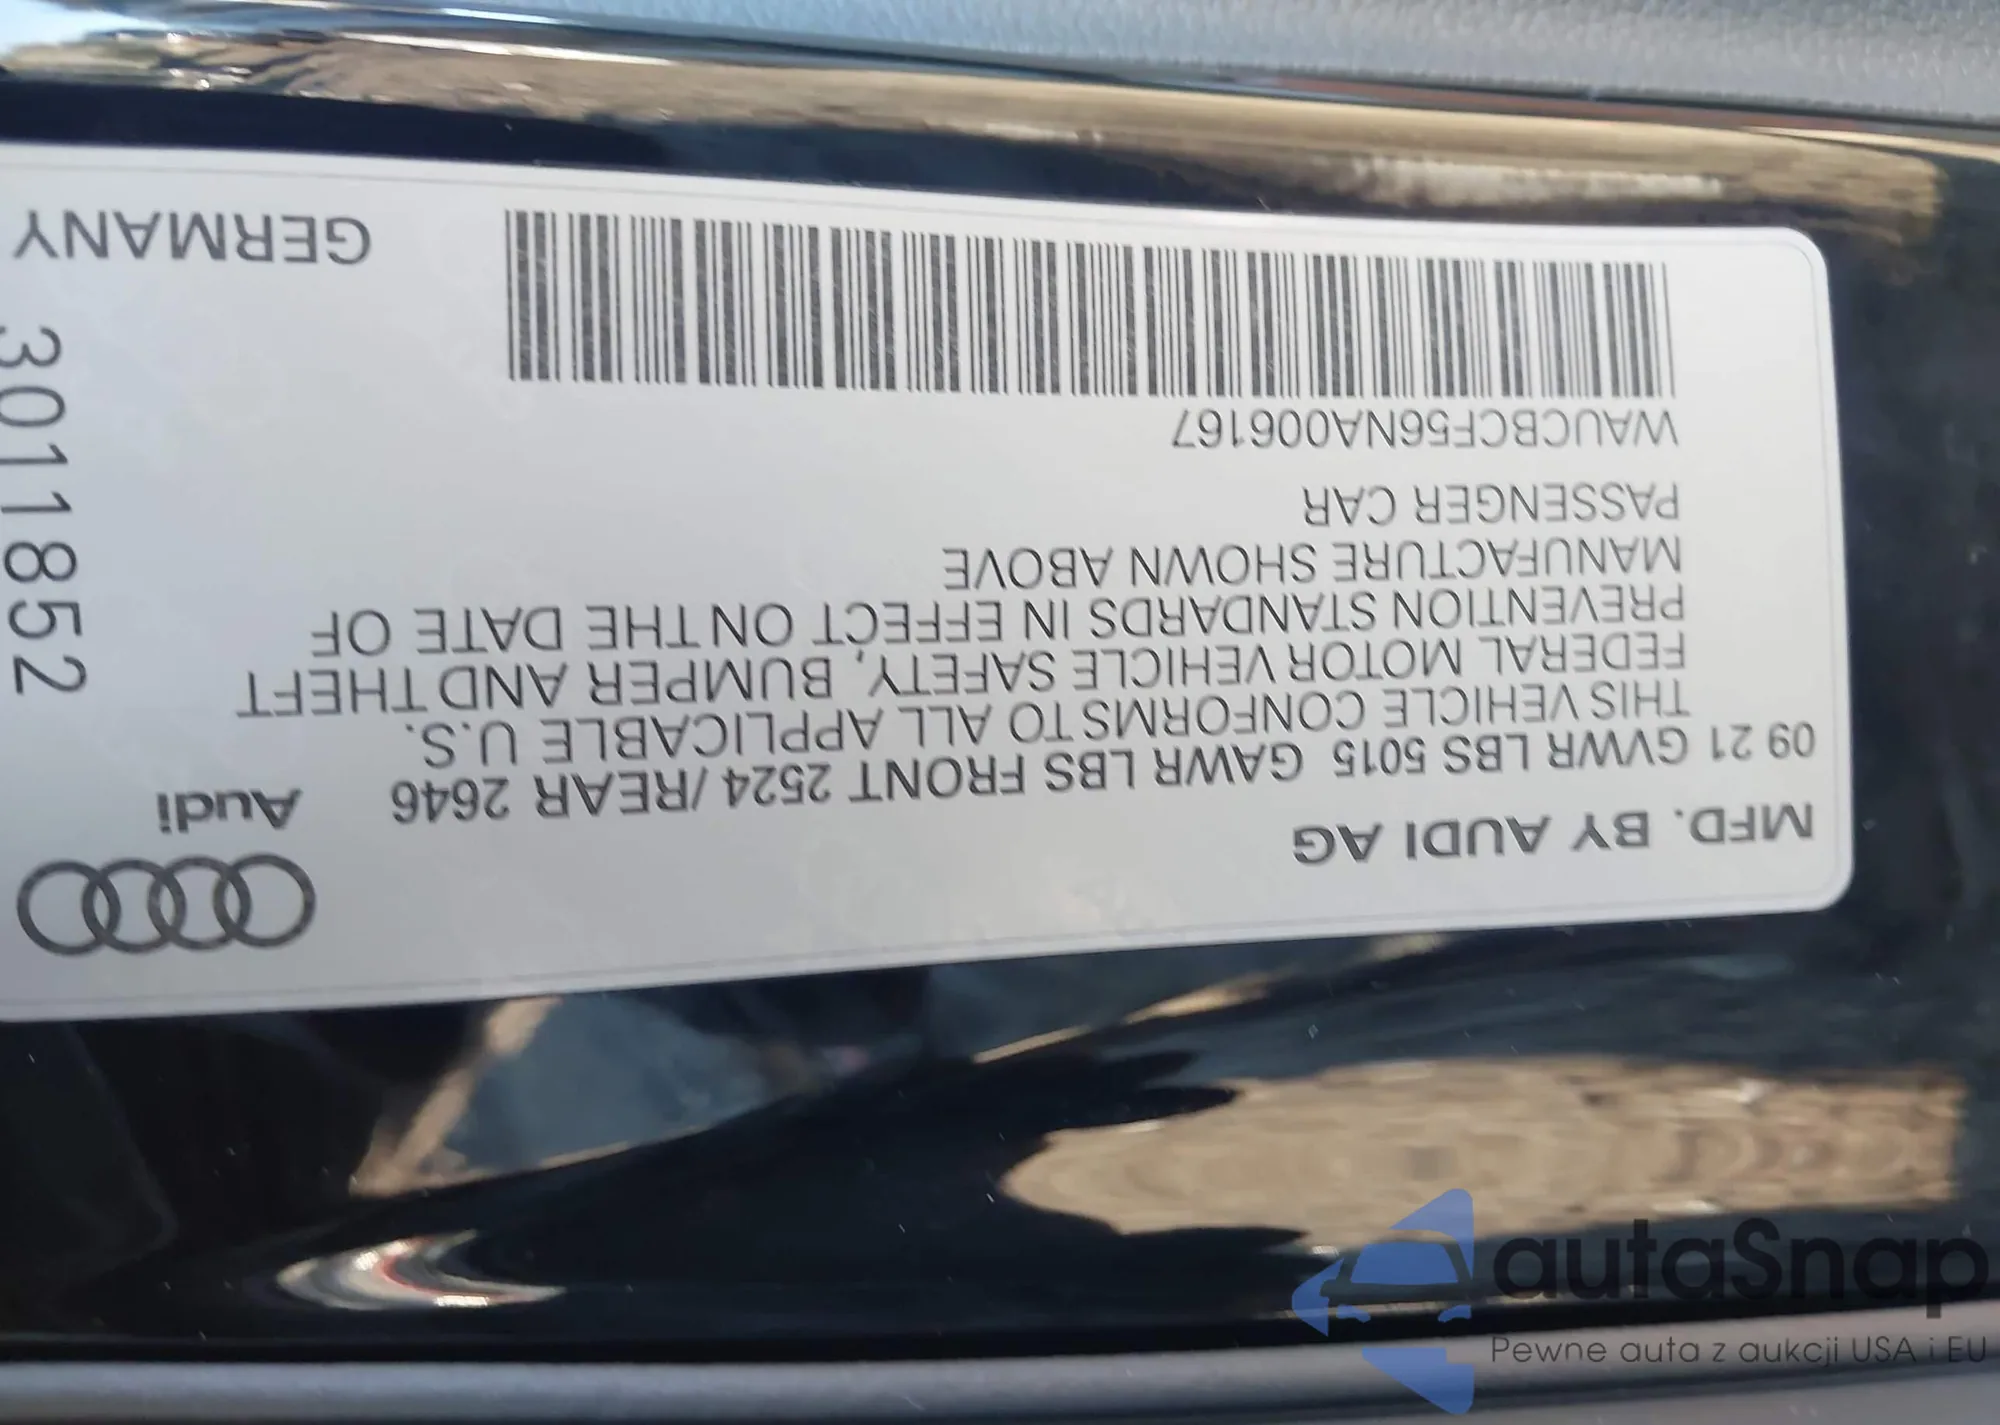 MFD. BY AUDI AG
09 21 GVWR LBS 5015 GAWR LBS FRONT 2524 /REAR 2646
THIS VEHICLE CONFORMS TO ALL APPLICABLE U.S.
FEDERAL MOTOR VEHICLE SAFETY, BUMPER AND THEFT
PREVENTION STANDARDS IN EFFECT ON THE DATE OF
MANUFACTURE SHOWN ABOVE
PASSENGER CAR
WAUCBCF56NA006167
Audi
3011852
GERMANY
autaSnap
Pewne auta z aukcji USA i EU